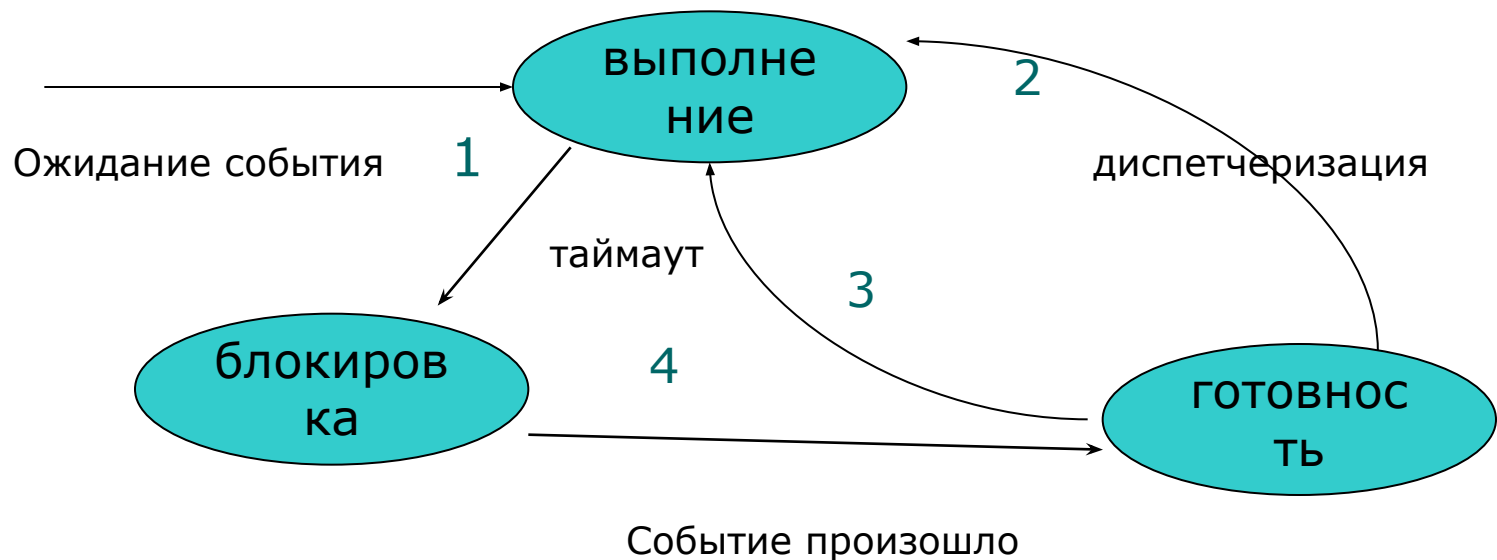 выполне
ние
2
Ожидание события
1
диспетчеризация
таймаут
3
блокиров
ка
4
готовнос
ть
Событие произошло